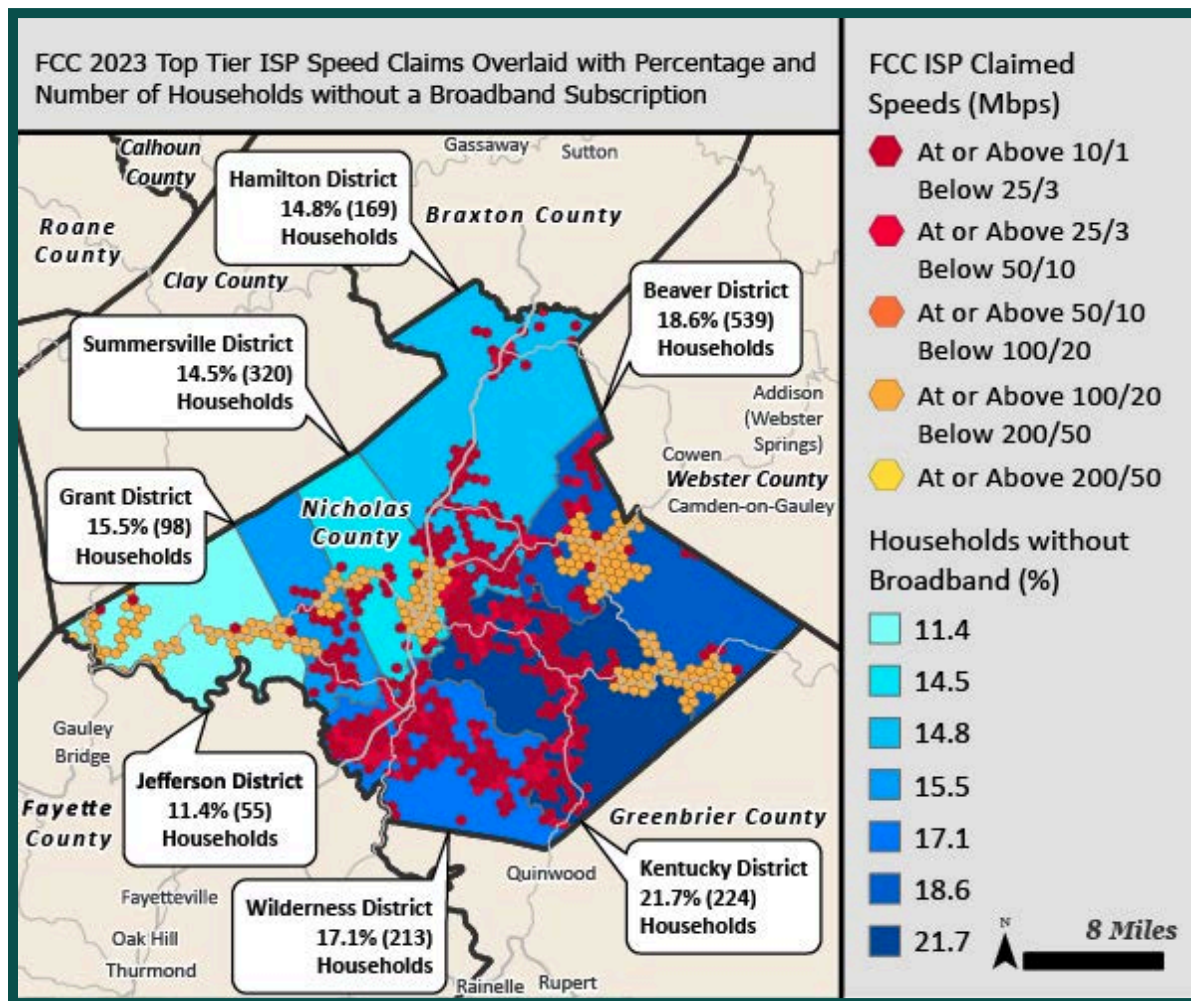 FCC 2023 Top Tier ISP Speed Claims Overlaid with Percentage and
Number of Households without a Broadband Subscription
Calhoun
County
Gassaway
Sutton
Hamilton District
14.8% (169)
Households
Braxton County
Roane
County
Clay County
Beaver District
18.6% (539)
Households
Summersville District
14.5% (320)
Households
Addison
(Webster
Springs)
Cowen
Webster County
Camden-on-Gauley
Grant District
15.5% (98)
Households
Nicholas
County
Gauley
Bridge
Jefferson District
11.4% (55)
Households
Fayette
County
Greenbrier County
Quinwood
Kentucky District
21.7% (224)
Households
Fayetteville
Wilderness District
17.1% (213)
Households
Oak Hill
Thurmond
Rainelle
Rupert
FCC ISP Claimed
Speeds (Mbps)
At or Above 10/1
Below 25/3
At or Above 25/3
Below 50/10
At or Above 50/10
Below 100/20
At or Above 100/20
Below 200/50
At or Above 200/50
Households without
Broadband (%)
11.4
14.5
14.8
15.5
17.1
18.6
21.7
N
8 Miles